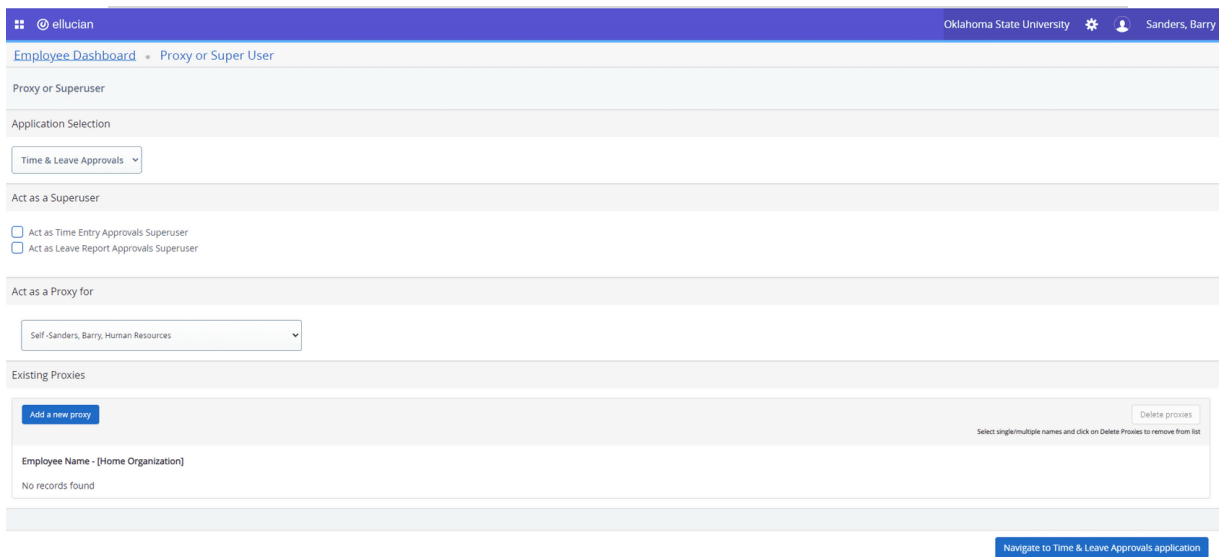 ellucian
Oklahoma State University
Sanders, Barry
Employee Dashboard • Proxy or Super User
Proxy or Superuser
Application Selection
Time & Leave Approvals
Act as a Superuser
Act as Time Entry Approvals Superuser
Act as Leave Report Approvals Superuser
Act as a Proxy for
Self -Sanders, Barry, Human Resources
Existing Proxies
Add a new proxy
Delete proxies
Select single/multiple names and click on Delete Proxies to remove from list
Employee Name - [Home Organization]
No records found
Navigate to Time & Leave Approvals application